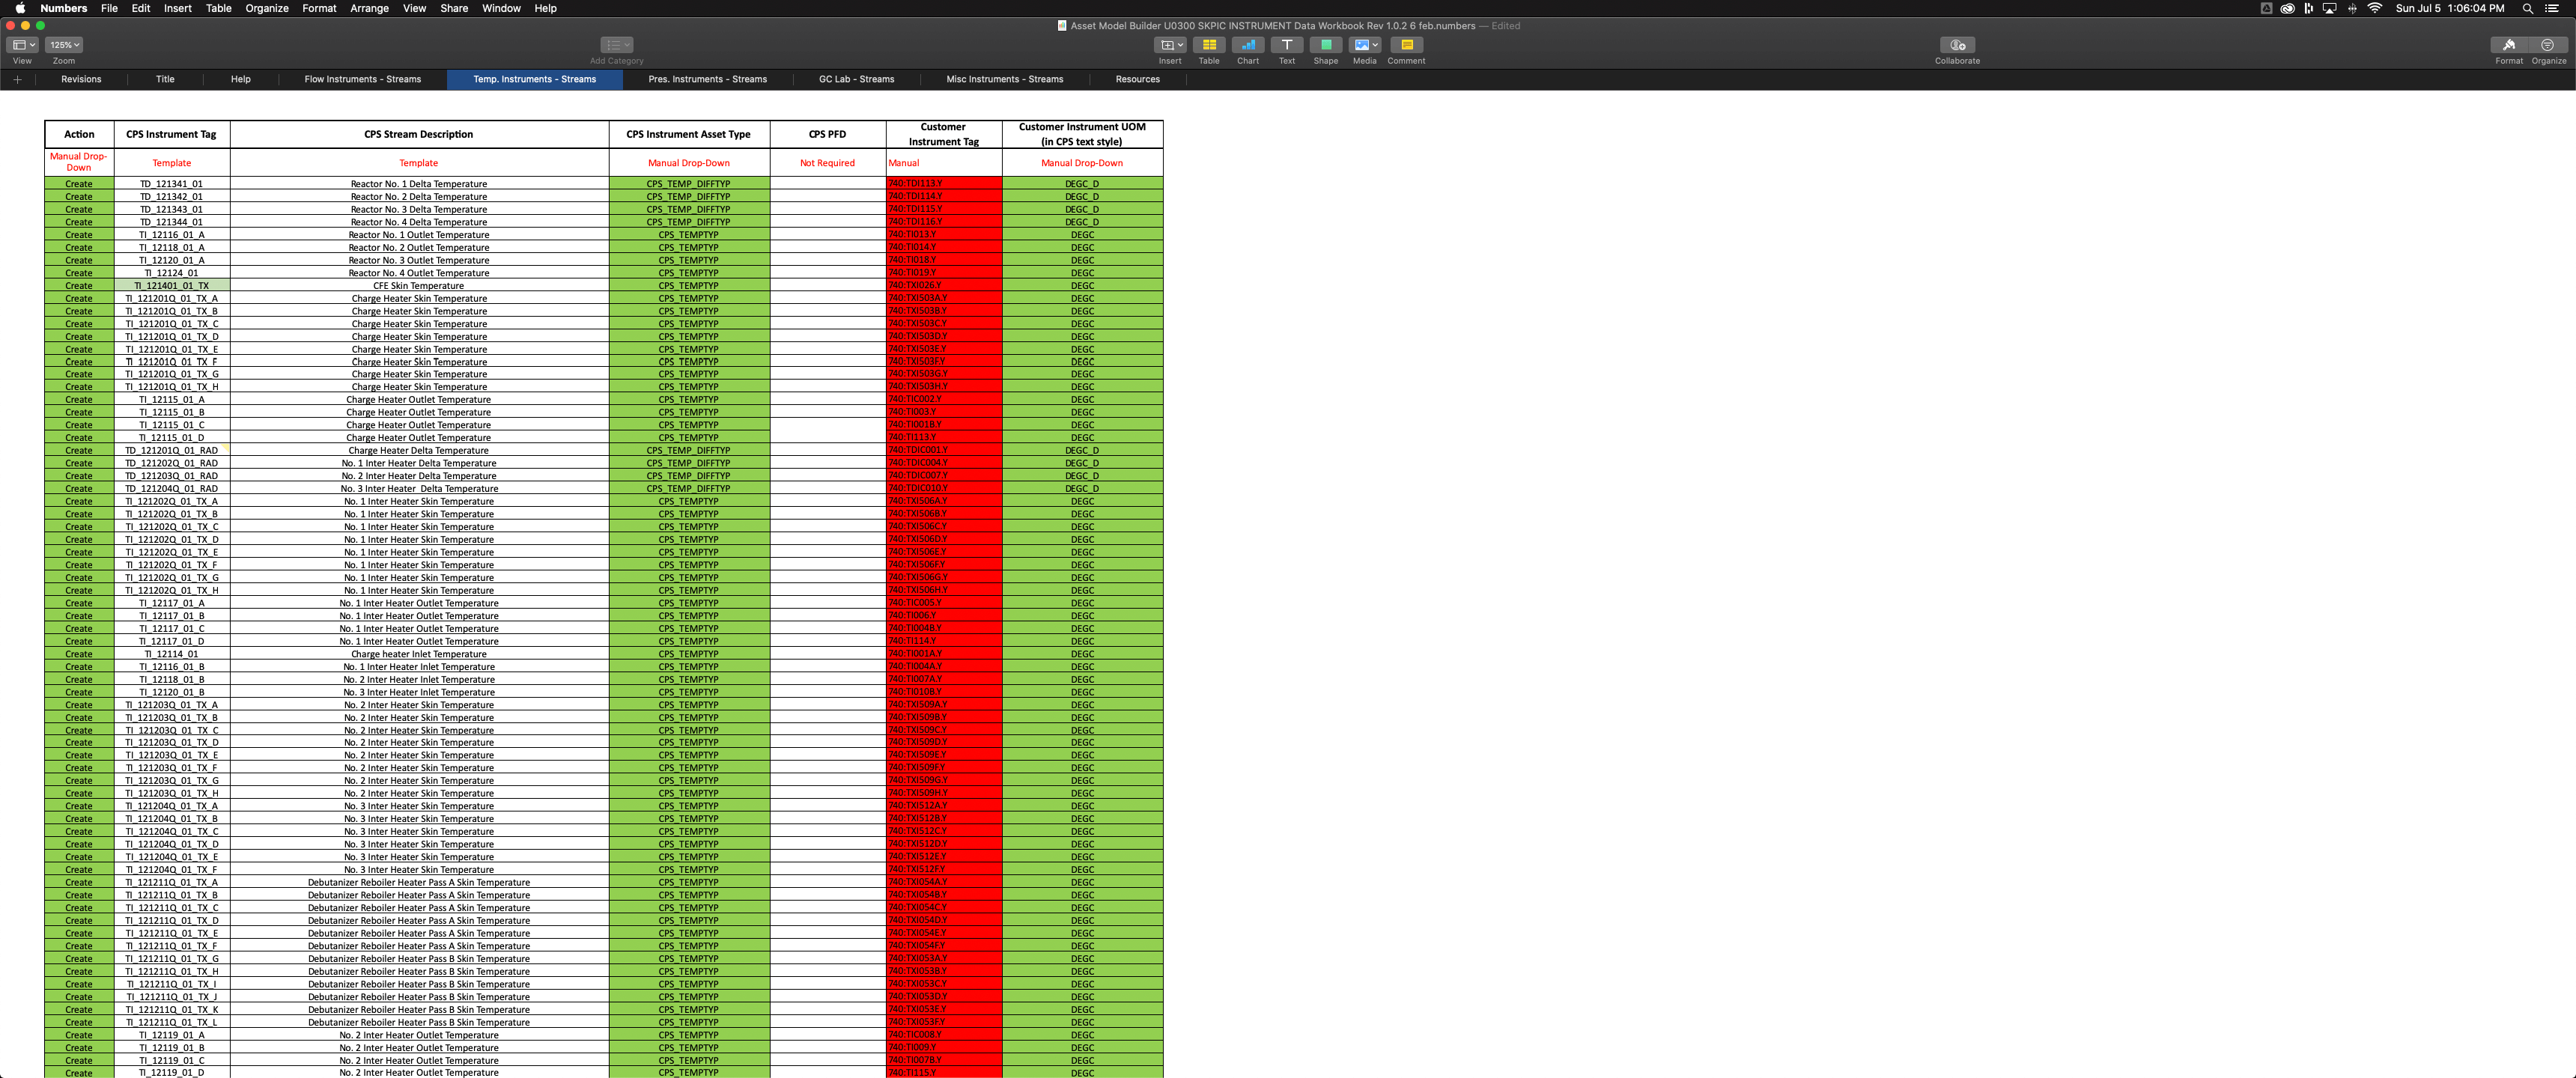 Numbers File Edit Insert Table Organize Format Arrange View Share Window Help Sun Jul 5 1:06:04 PM
Asset Model Builder U0300 SKPIC INSTRUMENT Data Workbook Rev 1.0.2 6 feb.numbers — Edited
125%
View Zoom Add Category Insert Table Chart Text Shape Media Comment Collaborate Format Organize
Revisions Title Help Flow Instruments - Streams Temp. Instruments - Streams Pres. Instruments - Streams GC Lab - Streams Misc Instruments - Streams Resources
Action CPS Instrument Tag CPS Stream Description CPS Instrument Asset Type CPS PFD Customer Instrument Tag Customer Instrument UOM (in CPS text style)
Manual Drop-Down Template Template Manual Drop-Down Not Required Manual Manual Drop-Down
Create TD_121341_01 Reactor No. 1 Delta Temperature CPS_TEMP_DIFFTYP 740:TDI113.Y DEGC_D
Create TD_121342_01 Reactor No. 2 Delta Temperature CPS_TEMP_DIFFTYP 740:TDI114.Y DEGC_D
Create TD_121343_01 Reactor No. 3 Delta Temperature CPS_TEMP_DIFFTYP 740:TDI115.Y DEGC_D
Create TD_121344_01 Reactor No. 4 Delta Temperature CPS_TEMP_DIFFTYP 740:TDI116.Y DEGC_D
Create TI_12116_01_A Reactor No. 1 Outlet Temperature CPS_TEMPTYP 740:TI013.Y DEGC
Create TI_12118_01_A Reactor No. 2 Outlet Temperature CPS_TEMPTYP 740:TI014.Y DEGC
Create TI_12120_01_A Reactor No. 3 Outlet Temperature CPS_TEMPTYP 740:TI018.Y DEGC
Create TI_12124_01 Reactor No. 4 Outlet Temperature CPS_TEMPTYP 740:TI019.Y DEGC
Create TI_121401_01_TX CFE Skin Temperature CPS_TEMPTYP 740:TXI026.Y DEGC
Create TI_121201Q_01_TX_A Charge Heater Skin Temperature CPS_TEMPTYP 740:TXI503A.Y DEGC
Create TI_121201Q_01_TX_B Charge Heater Skin Temperature CPS_TEMPTYP 740:TXI503B.Y DEGC
Create TI_121201Q_01_TX_C Charge Heater Skin Temperature CPS_TEMPTYP 740:TXI503C.Y DEGC
Create TI_121201Q_01_TX_D Charge Heater Skin Temperature CPS_TEMPTYP 740:TXI503D.Y DEGC
Create TI_121201Q_01_TX_E Charge Heater Skin Temperature CPS_TEMPTYP 740:TXI503E.Y DEGC
Create TI_121201Q_01_TX_F Charge Heater Skin Temperature CPS_TEMPTYP 740:TXI503F.Y DEGC
Create TI_121201Q_01_TX_G Charge Heater Skin Temperature CPS_TEMPTYP 740:TXI503G.Y DEGC
Create TI_121201Q_01_TX_H Charge Heater Skin Temperature CPS_TEMPTYP 740:TXI503H.Y DEGC
Create TI_12115_01_A Charge Heater Outlet Temperature CPS_TEMPTYP 740:TIC002.Y DEGC
Create TI_12115_01_B Charge Heater Outlet Temperature CPS_TEMPTYP 740:TI003.Y DEGC
Create TI_12115_01_C Charge Heater Outlet Temperature CPS_TEMPTYP 740:TI001B.Y DEGC
Create TI_12115_01_D Charge Heater Outlet Temperature CPS_TEMPTYP 740:TI113.Y DEGC
Create TD_121201Q_01_RAD Charge Heater Delta Temperature CPS_TEMP_DIFFTYP 740:TDIC001.Y DEGC_D
Create TD_121202Q_01_RAD No. 1 Inter Heater Delta Temperature CPS_TEMP_DIFFTYP 740:TDIC004.Y DEGC_D
Create TD_121203Q_01_RAD No. 2 Inter Heater Delta Temperature CPS_TEMP_DIFFTYP 740:TDIC007.Y DEGC_D
Create TD_121204Q_01_RAD No. 3 Inter Heater Delta Temperature CPS_TEMP_DIFFTYP 740:TDIC010.Y DEGC_D
Create TI_121202Q_01_TX_A No. 1 Inter Heater Skin Temperature CPS_TEMPTYP 740:TXI506A.Y DEGC
Create TI_121202Q_01_TX_B No. 1 Inter Heater Skin Temperature CPS_TEMPTYP 740:TXI506B.Y DEGC
Create TI_121202Q_01_TX_C No. 1 Inter Heater Skin Temperature CPS_TEMPTYP 740:TXI506C.Y DEGC
Create TI_121202Q_01_TX_D No. 1 Inter Heater Skin Temperature CPS_TEMPTYP 740:TXI506D.Y DEGC
Create TI_121202Q_01_TX_E No. 1 Inter Heater Skin Temperature CPS_TEMPTYP 740:TXI506E.Y DEGC
Create TI_121202Q_01_TX_F No. 1 Inter Heater Skin Temperature CPS_TEMPTYP 740:TXI506F.Y DEGC
Create TI_121202Q_01_TX_G No. 1 Inter Heater Skin Temperature CPS_TEMPTYP 740:TXI506G.Y DEGC
Create TI_121202Q_01_TX_H No. 1 Inter Heater Skin Temperature CPS_TEMPTYP 740:TXI506H.Y DEGC
Create TI_12117_01_A No. 1 Inter Heater Outlet Temperature CPS_TEMPTYP 740:TIC005.Y DEGC
Create TI_12117_01_B No. 1 Inter Heater Outlet Temperature CPS_TEMPTYP 740:TI006.Y DEGC
Create TI_12117_01_C No. 1 Inter Heater Outlet Temperature CPS_TEMPTYP 740:TI004B.Y DEGC
Create TI_12117_01_D No. 1 Inter Heater Outlet Temperature CPS_TEMPTYP 740:TI114.Y DEGC
Create TI_12114_01 Charge heater Inlet Temperature CPS_TEMPTYP 740:TI001A.Y DEGC
Create TI_12116_01_B No. 1 Inter Heater Inlet Temperature CPS_TEMPTYP 740:TI004A.Y DEGC
Create TI_12118_01_B No. 2 Inter Heater Inlet Temperature CPS_TEMPTYP 740:TI007A.Y DEGC
Create TI_12120_01_B No. 3 Inter Heater Inlet Temperature CPS_TEMPTYP 740:TI010B.Y DEGC
Create TI_121203Q_01_TX_A No. 2 Inter Heater Skin Temperature CPS_TEMPTYP 740:TXI509A.Y DEGC
Create TI_121203Q_01_TX_B No. 2 Inter Heater Skin Temperature CPS_TEMPTYP 740:TXI509B.Y DEGC
Create TI_121203Q_01_TX_C No. 2 Inter Heater Skin Temperature CPS_TEMPTYP 740:TXI509C.Y DEGC
Create TI_121203Q_01_TX_D No. 2 Inter Heater Skin Temperature CPS_TEMPTYP 740:TXI509D.Y DEGC
Create TI_121203Q_01_TX_E No. 2 Inter Heater Skin Temperature CPS_TEMPTYP 740:TXI509E.Y DEGC
Create TI_121203Q_01_TX_F No. 2 Inter Heater Skin Temperature CPS_TEMPTYP 740:TXI509F.Y DEGC
Create TI_121203Q_01_TX_G No. 2 Inter Heater Skin Temperature CPS_TEMPTYP 740:TXI509G.Y DEGC
Create TI_121203Q_01_TX_H No. 2 Inter Heater Skin Temperature CPS_TEMPTYP 740:TXI509H.Y DEGC
Create TI_121204Q_01_TX_A No. 3 Inter Heater Skin Temperature CPS_TEMPTYP 740:TXI512A.Y DEGC
Create TI_121204Q_01_TX_B No. 3 Inter Heater Skin Temperature CPS_TEMPTYP 740:TXI512B.Y DEGC
Create TI_121204Q_01_TX_C No. 3 Inter Heater Skin Temperature CPS_TEMPTYP 740:TXI512C.Y DEGC
Create TI_121204Q_01_TX_D No. 3 Inter Heater Skin Temperature CPS_TEMPTYP 740:TXI512D.Y DEGC
Create TI_121204Q_01_TX_E No. 3 Inter Heater Skin Temperature CPS_TEMPTYP 740:TXI512E.Y DEGC
Create TI_121204Q_01_TX_F No. 3 Inter Heater Skin Temperature CPS_TEMPTYP 740:TXI512F.Y DEGC
Create TI_121211Q_01_TX_A Debutanizer Reboiler Heater Pass A Skin Temperature CPS_TEMPTYP 740:TXI054A.Y DEGC
Create TI_121211Q_01_TX_B Debutanizer Reboiler Heater Pass A Skin Temperature CPS_TEMPTYP 740:TXI054B.Y DEGC
Create TI_121211Q_01_TX_C Debutanizer Reboiler Heater Pass A Skin Temperature CPS_TEMPTYP 740:TXI054C.Y DEGC
Create TI_121211Q_01_TX_D Debutanizer Reboiler Heater Pass A Skin Temperature CPS_TEMPTYP 740:TXI054D.Y DEGC
Create TI_121211Q_01_TX_E Debutanizer Reboiler Heater Pass A Skin Temperature CPS_TEMPTYP 740:TXI054E.Y DEGC
Create TI_121211Q_01_TX_F Debutanizer Reboiler Heater Pass A Skin Temperature CPS_TEMPTYP 740:TXI054F.Y DEGC
Create TI_121211Q_01_TX_G Debutanizer Reboiler Heater Pass B Skin Temperature CPS_TEMPTYP 740:TXI053A.Y DEGC
Create TI_121211Q_01_TX_H Debutanizer Reboiler Heater Pass B Skin Temperature CPS_TEMPTYP 740:TXI053B.Y DEGC
Create TI_121211Q_01_TX_I Debutanizer Reboiler Heater Pass B Skin Temperature CPS_TEMPTYP 740:TXI053C.Y DEGC
Create TI_121211Q_01_TX_J Debutanizer Reboiler Heater Pass B Skin Temperature CPS_TEMPTYP 740:TXI053D.Y DEGC
Create TI_121211Q_01_TX_K Debutanizer Reboiler Heater Pass B Skin Temperature CPS_TEMPTYP 740:TXI053E.Y DEGC
Create TI_121211Q_01_TX_L Debutanizer Reboiler Heater Pass B Skin Temperature CPS_TEMPTYP 740:TXI053F.Y DEGC
Create TI_12119_01_A No. 2 Inter Heater Outlet Temperature CPS_TEMPTYP 740:TIC008.Y DEGC
Create TI_12119_01_B No. 2 Inter Heater Outlet Temperature CPS_TEMPTYP 740:TI009.Y DEGC
Create TI_12119_01_C No. 2 Inter Heater Outlet Temperature CPS_TEMPTYP 740:TI007B.Y DEGC
Create TI_12119_01_D No. 2 Inter Heater Outlet Temperature CPS_TEMPTYP 740:TI115.Y DEGC